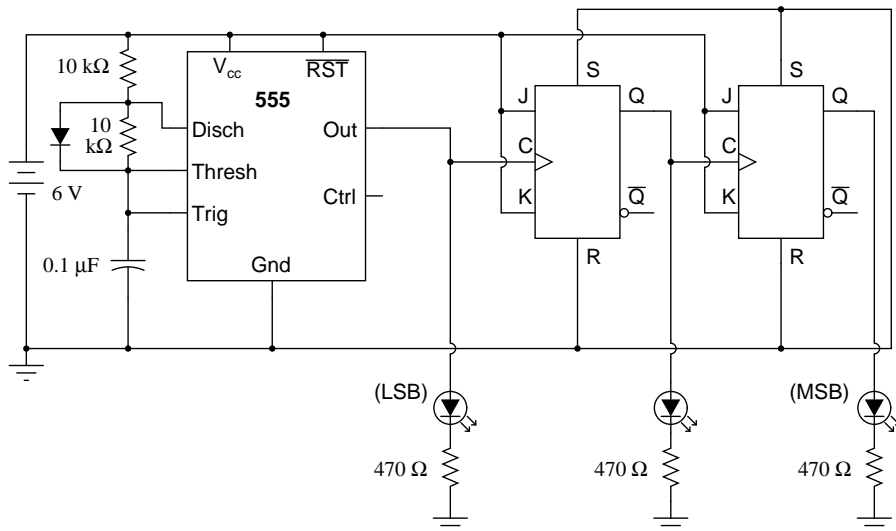 10 kΩ
10
kΩ
6 V
0.1 µF
Vcc
RST
555
Disch
Out
Thresh
Ctrl
Trig
Gnd
S
J
Q
C
K
Q
R
S
J
Q
C
K
Q
R
(LSB)
(MSB)
470 Ω
470 Ω
470 Ω